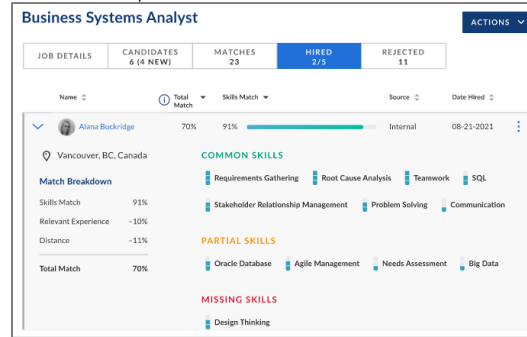 Business Systems Analyst
ACTIONS
JOB DETAILS
CANDIDATES
6 (4 NEW)
MATCHES
23
HIRED
2/5
REJECTED
11
Name
Total
Match
Skills Match
Source
Date Hired
Alana Buckridge 70% 91% Internal 08-21-2021
Vancouver, BC, Canada
Match Breakdown
Skills Match 91%
Relevant Experience -10%
Distance -11%
Total Match 70%
COMMON SKILLS
Requirements Gathering Root Cause Analysis Teamwork SQL
Stakeholder Relationship Management Problem Solving Communication
PARTIAL SKILLS
Oracle Database Agile Management Needs Assessment Big Data
MISSING SKILLS
Design Thinking